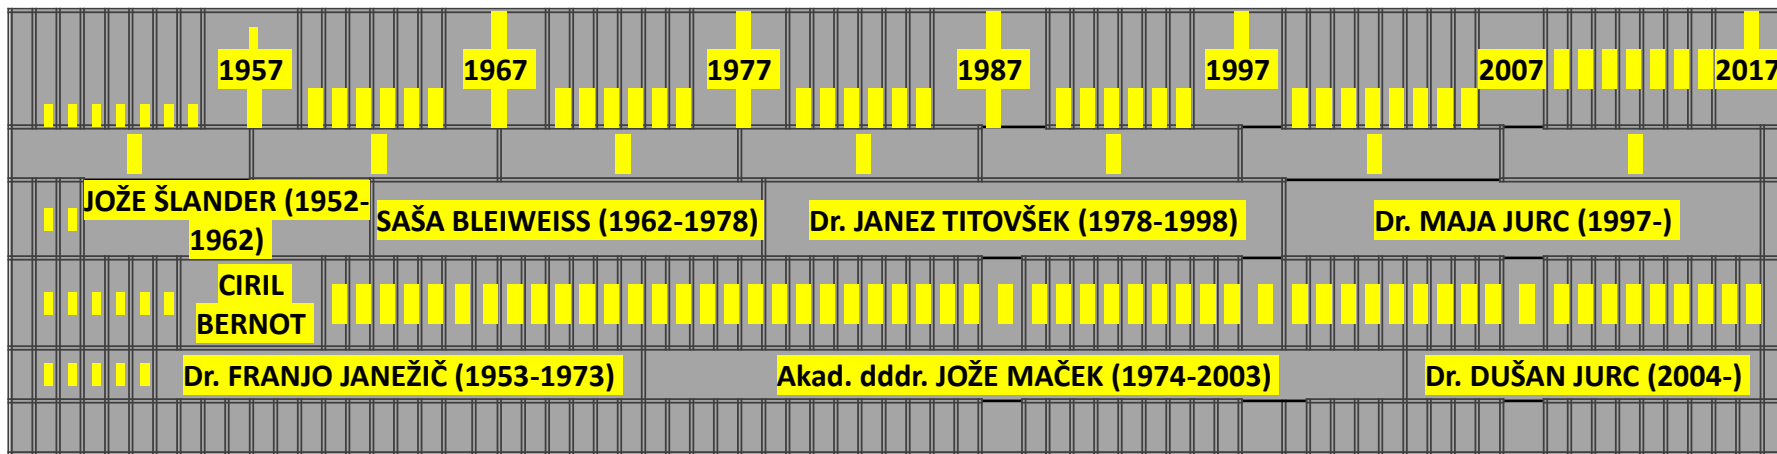 1957 1967 1977 1987 1997 2007 2017
JOŽE ŠLANDER (1952-
1962)
SAŠA BLEIWEISS (1962-1978)
Dr. JANEZ TITOVŠEK (1978-1998)
Dr. MAJA JURC (1997-)
CIRIL
BERNOT
Dr. FRANJO JANEŽIČ (1953-1973)
Akad. dddr. JOŽE MAČEK (1974-2003)
Dr. DUŠAN JURC (2004-)